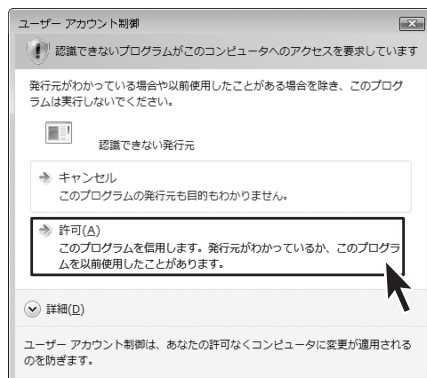 ユーザー アカウント制御
認識できないプログラムがこのコンピュータへのアクセスを要求しています
発行元がわかっている場合や以前使用したことがある場合を除き、このプログ
ラムは実行しないでください。
認識できない発行元
キャンセル
このプログラムの発行元も目的もわかりません。
許可(A)
このプログラムを信用します。発行元がわかっているか、このプログラ
ムを以前使用したことがあります。
詳細(D)
ユーザー アカウント制御は、あなたの許可なくコンピュータに変更が適用される
のを防ぎます。